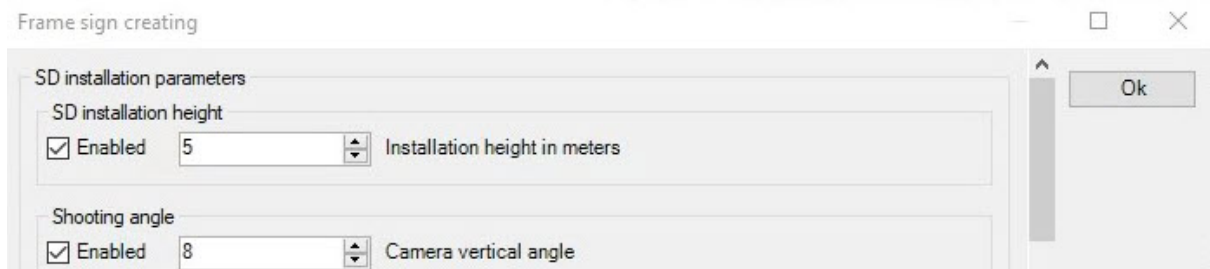 Frame sign creating
SD installation parameters
Ok
SD installation height
Enabled 5 Installation height in meters
Shooting angle
Enabled 8 Camera vertical angle